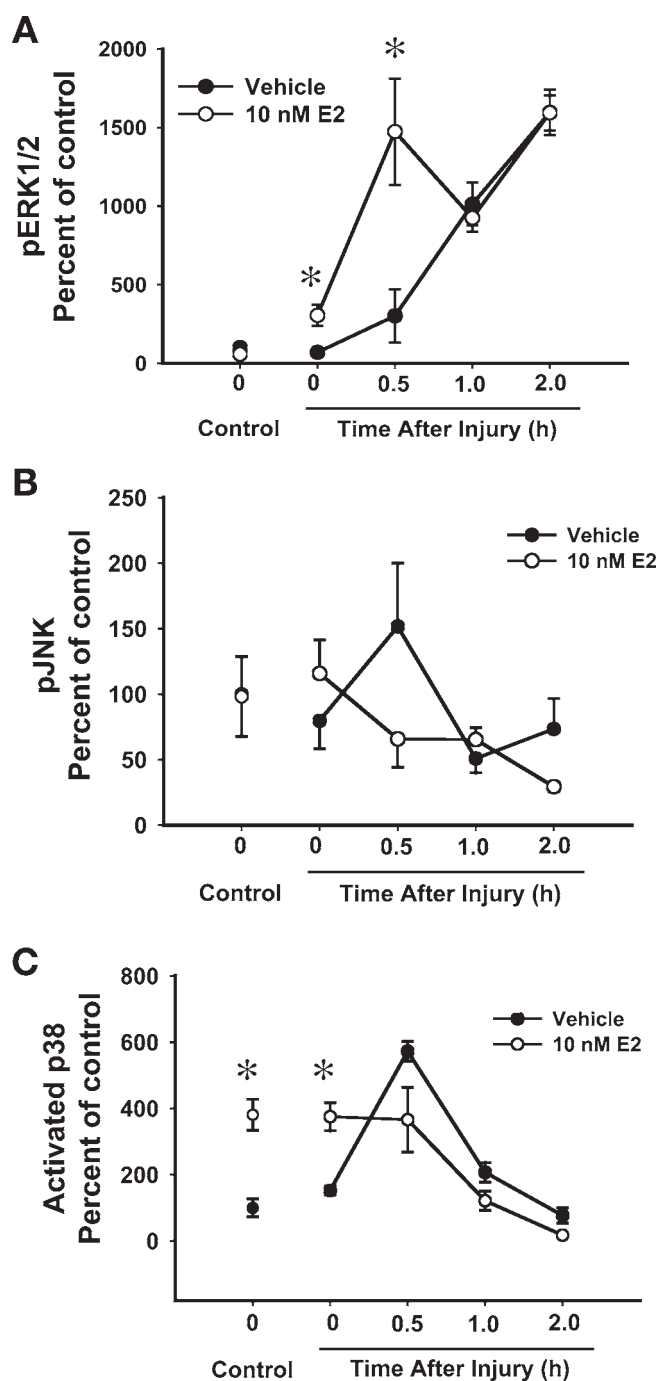 A
pERK1/2
Percent of control
2000
1500
1000
500
0
Vehicle
10 nM E2
*
*
0 0 0.5 1.0 2.0
Control Time After Injury (h)
B
pJNK
Percent of control
250
200
150
100
50
0
Vehicle
10 nM E2
0 0 0.5 1.0 2.0
Control Time After Injury (h)
C
Activated p38
Percent of control
800
600
400
200
0
Vehicle
10 nM E2
* *
0 0 0.5 1.0 2.0
Control Time After Injury (h)